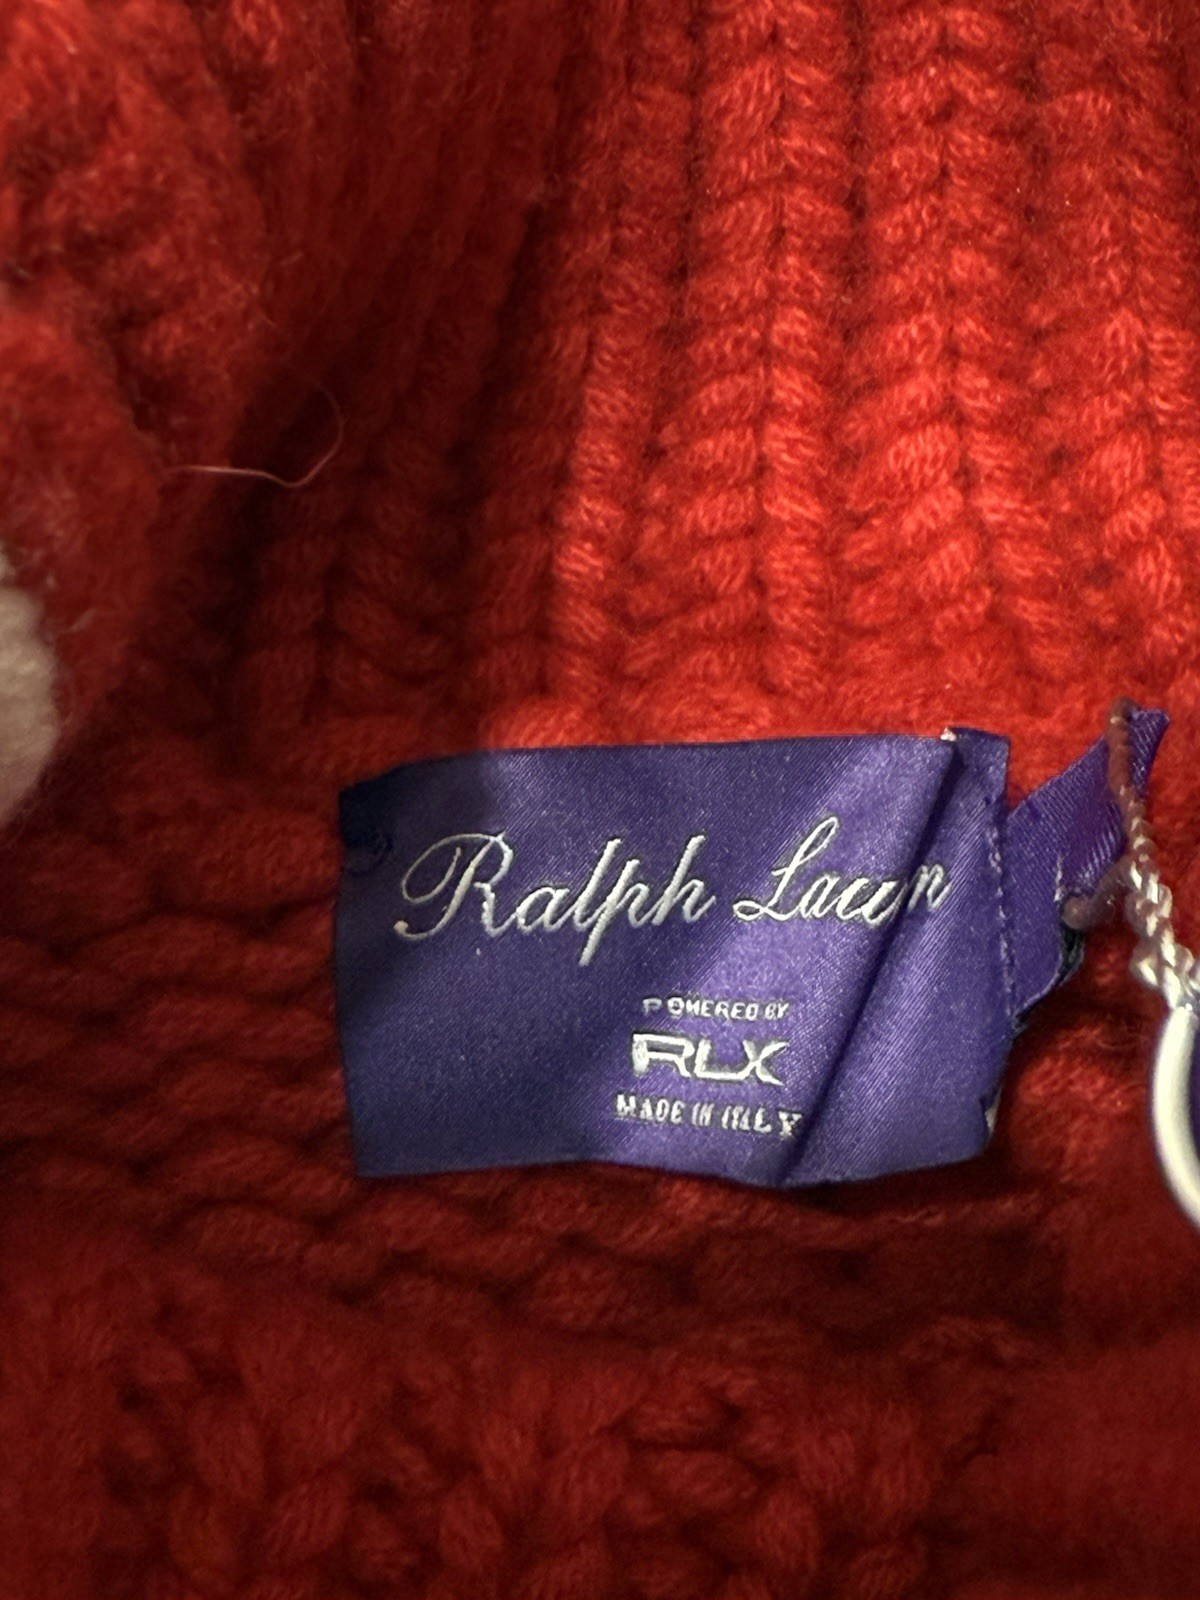 Ralph Lauren
POWERED BY
RLX
MADE IN ITALY